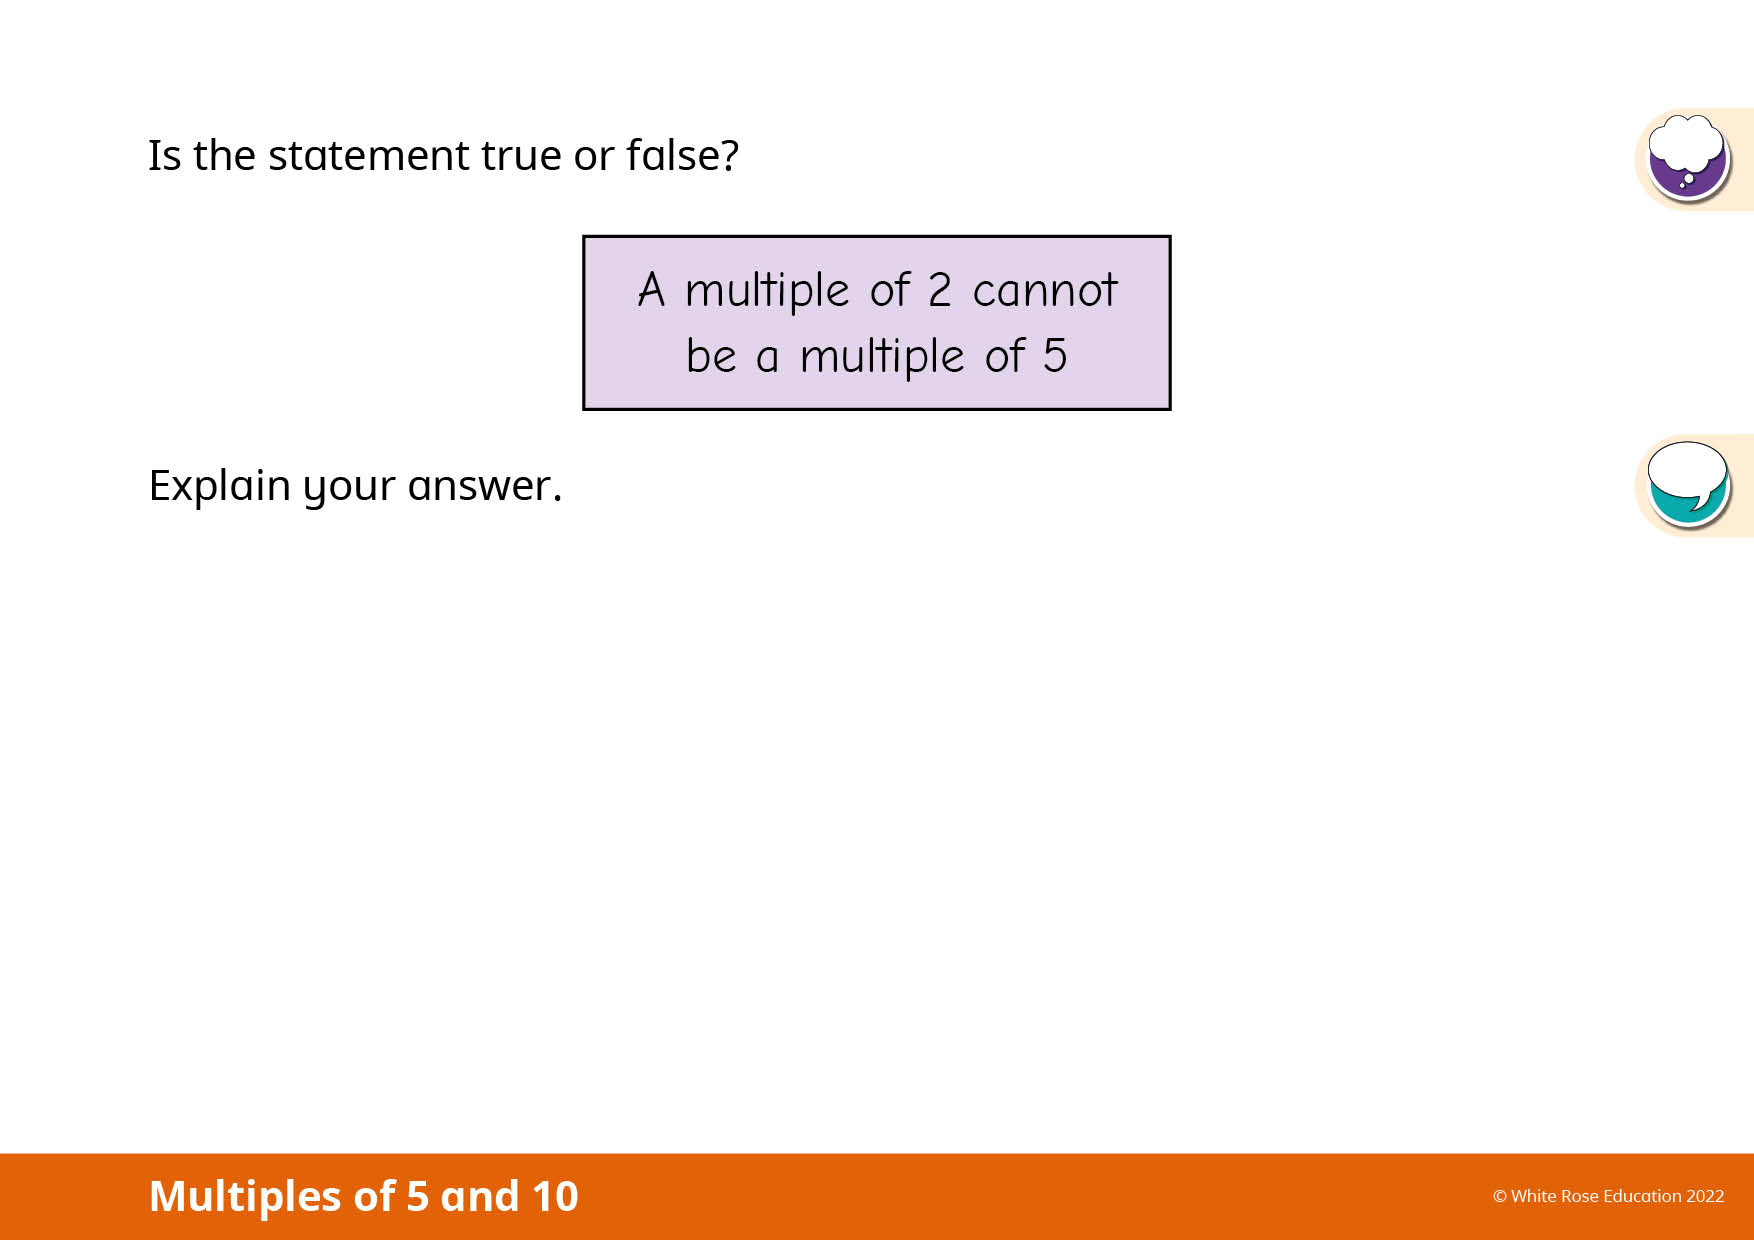 Is the statement true or false?
A multiple of 2 cannot
be a multiple of 5
Explain your answer.
Multiples of 5 and 10
© White Rose Education 2022